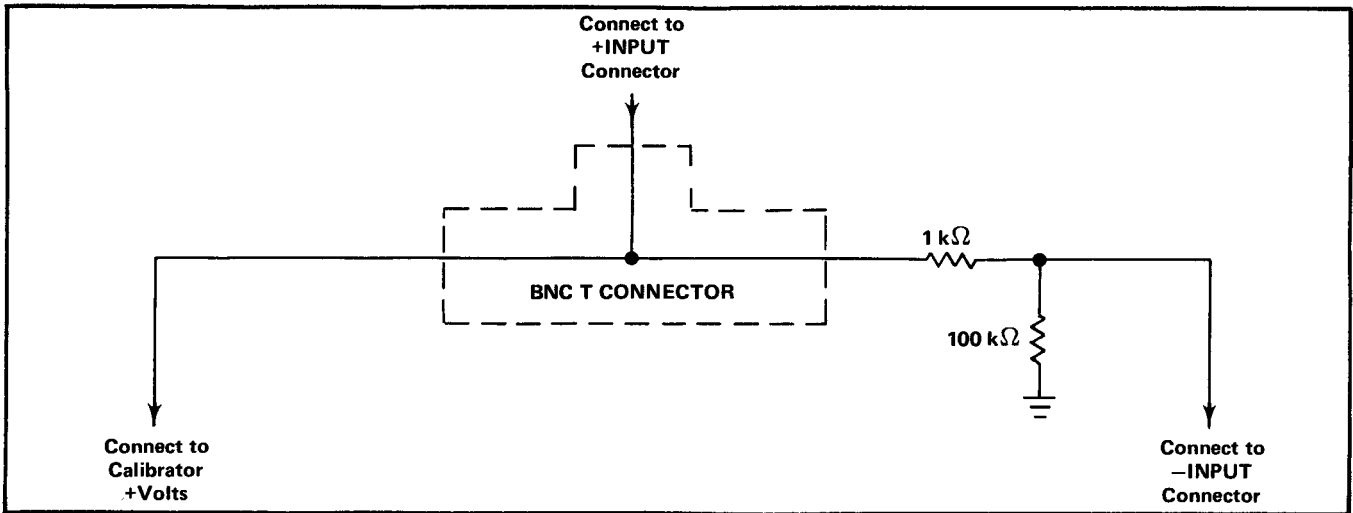 Connect to
+INPUT
Connector
1 kΩ
BNC T CONNECTOR
100 kΩ
Connect to
Calibrator
+Volts
Connect to
—INPUT
Connector